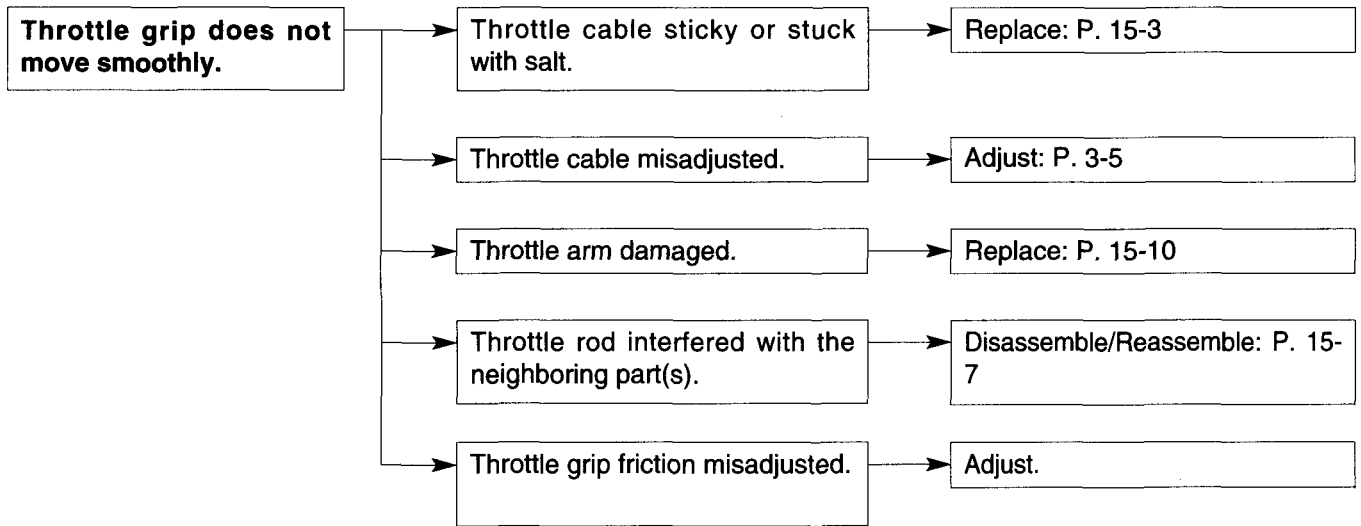 Throttle grip does not
move smoothly.
Throttle cable sticky or stuck
with salt.
Replace: P. 15-3
Throttle cable misadjusted.
Adjust: P. 3-5
Throttle arm damaged.
Replace: P. 15-10
Throttle rod interfered with the
neighboring part(s).
Disassemble/Reassemble: P. 15-
7
Throttle grip friction misadjusted.
Adjust.